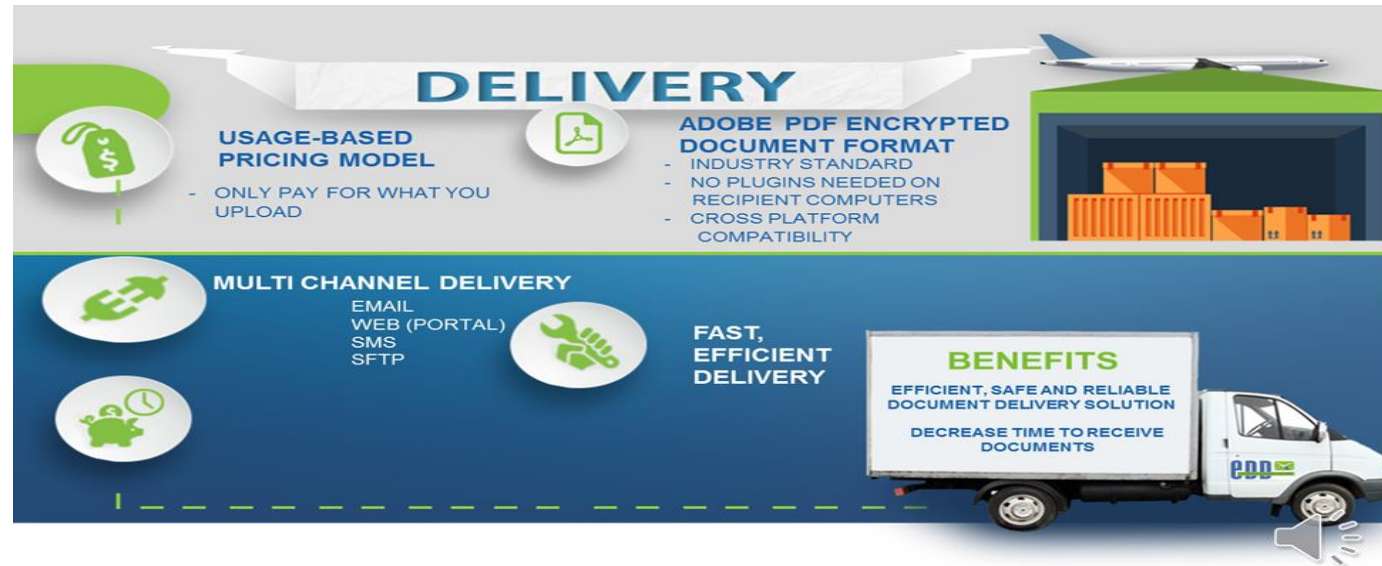 DELIVERY
USAGE-BASED
PRICING MODEL
- ONLY PAY FOR WHAT YOU
UPLOAD
ADOBE PDF ENCRYPTED
DOCUMENT FORMAT
- INDUSTRY STANDARD
- NO PLUGINS NEEDED ON
RECIPIENT COMPUTERS
- CROSS PLATFORM
COMPATIBILITY
MULTI CHANNEL DELIVERY
EMAIL
WEB (PORTAL)
SMS
SFTP
FAST,
EFFICIENT
DELIVERY
BENEFITS
EFFICIENT, SAFE AND RELIABLE
DOCUMENT DELIVERY SOLUTION
DECREASE TIME TO RECEIVE
DOCUMENTS
eDD